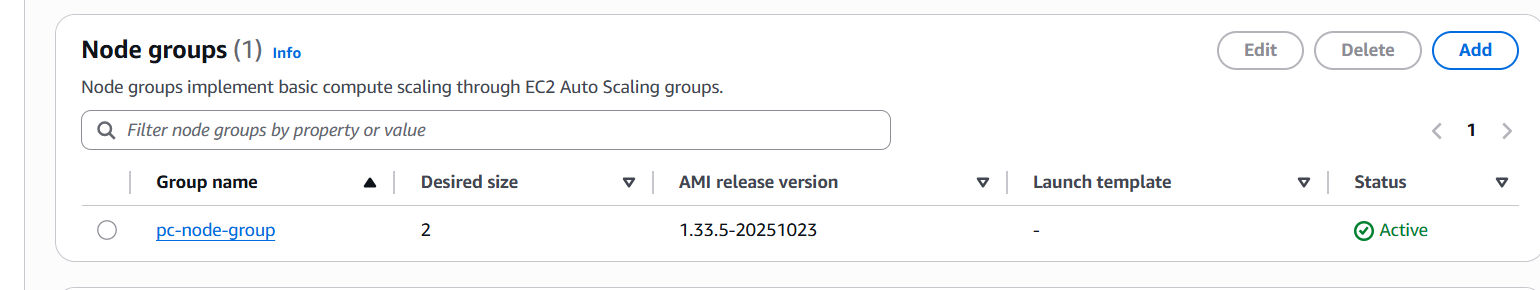 Node groups (1) Info
Edit
Delete
Add
Node groups implement basic compute scaling through EC2 Auto Scaling groups.
Filter node groups by property or value
1
Group name Desired size AMI release version Launch template Status
pc-node-group 2 1.33.5-20251023 - Active